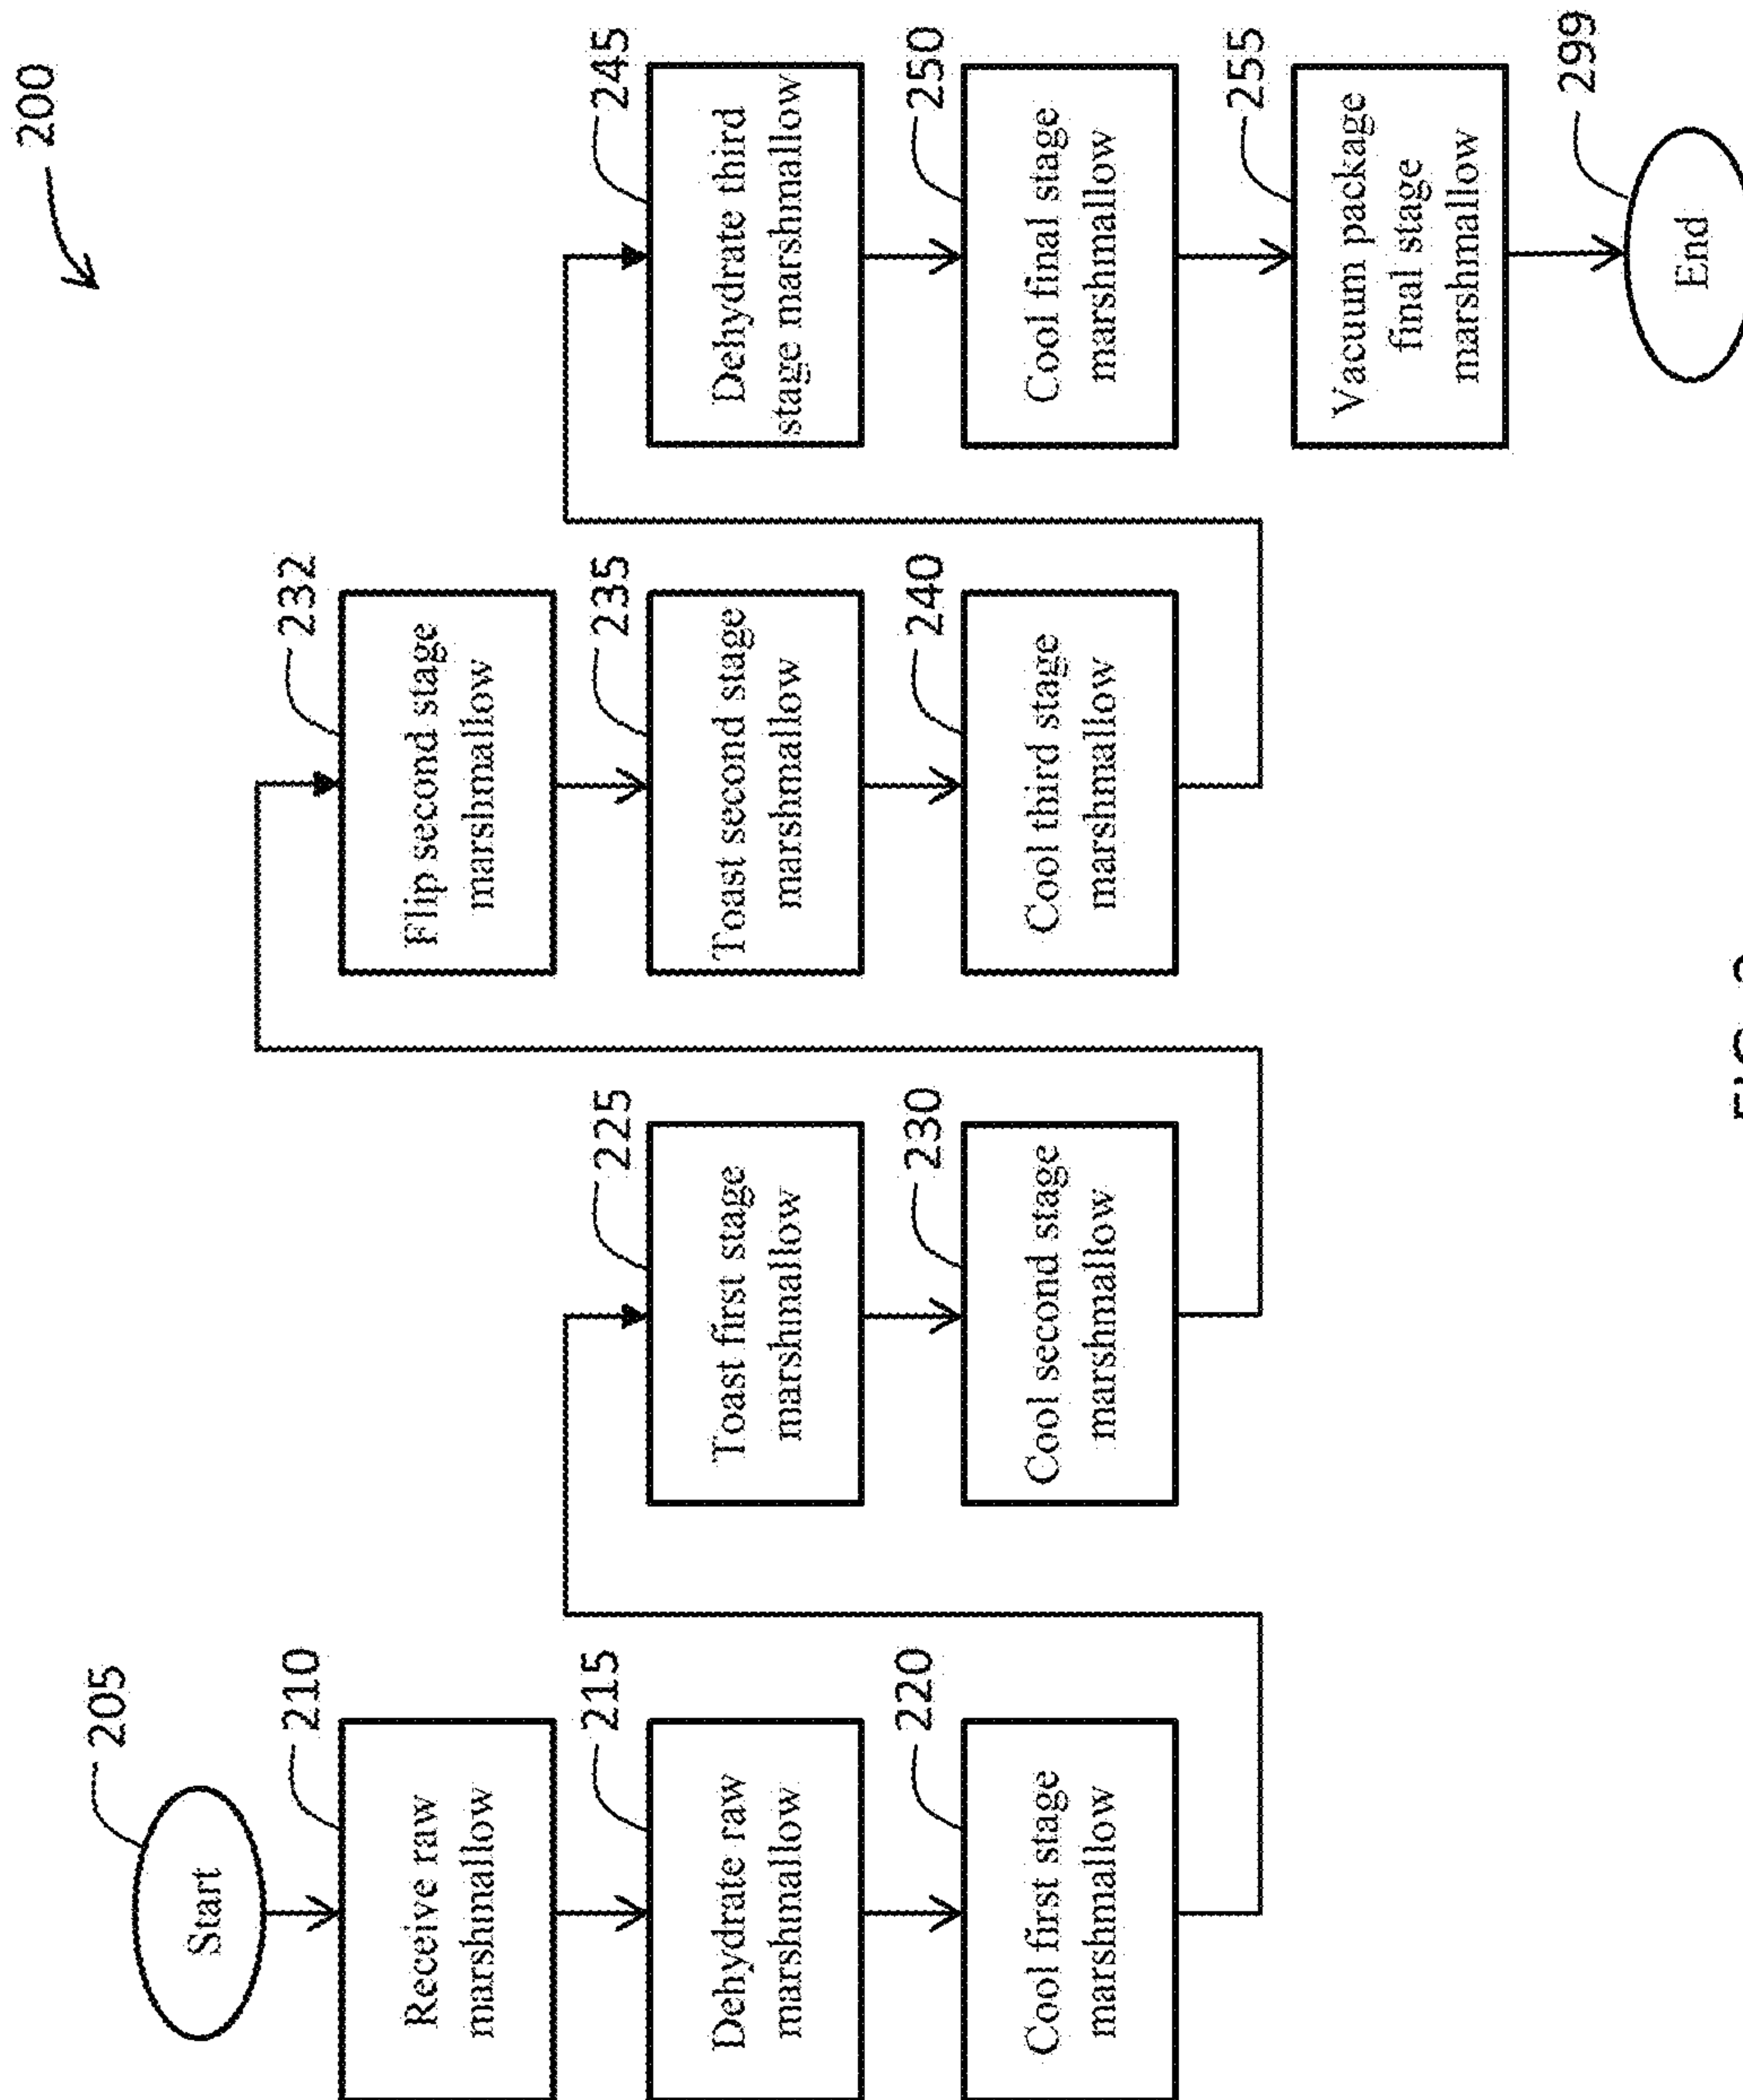 200
205
Start
210
Receive raw
marshmallow
215
Dehydrate raw
marshmallow
220
Cool first stage
marshmallow
225
Toast first stage
marshmallow
230
Cool second stage
marshmallow
232
Flip second stage
marshmallow
235
Toast second stage
marshmallow
240
Cool third stage
marshmallow
245
Dehydrate third
stage marshmallow
250
Cool final stage
marshmallow
255
Vacuum package
final stage
marshmallow
299
End